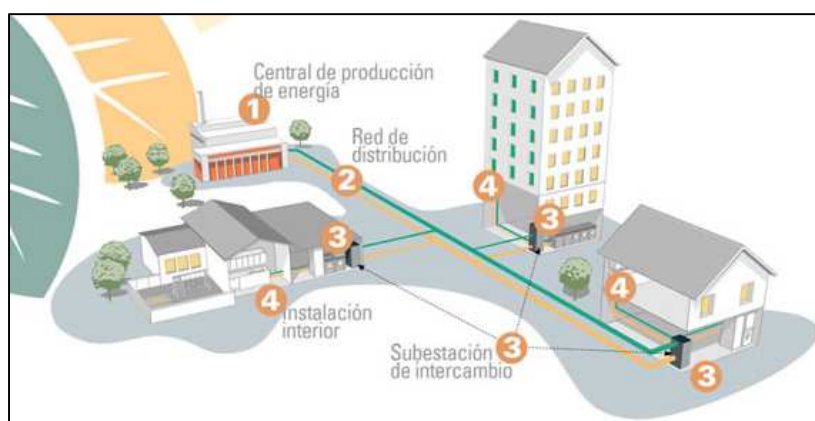 Central de producción
de energía
1
Red de
distribución
2
4
3
3
4
4
Instalación
interior
Subestación 3
de intercambio
3